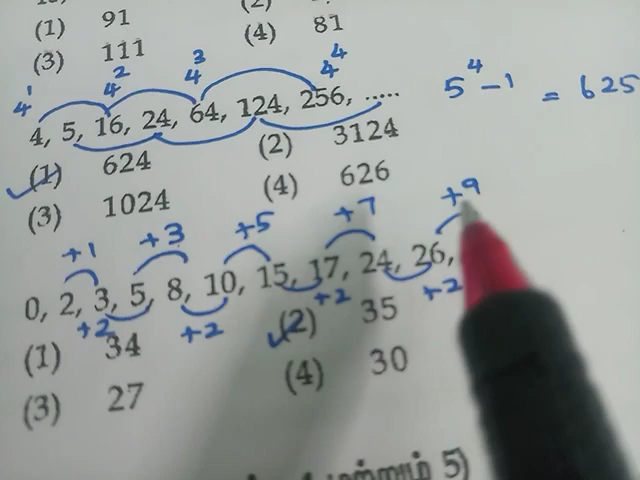 (1) 91
(4) 81
(3) 111
4¹ 4² 4³ 4⁴
5⁴ - 1 = 625
4, 5, 16, 24, 64, 124, 256, .....
(1) 624 (2) 3124
(3) 1024 (4) 626
+1 +3 +5 +7 +9
0, 2, 3, 5, 8, 10, 15, 17, 24, 26,
+2 +2 +2 +2
(1) 34 (2) 35
(3) 27 (4) 30
5)